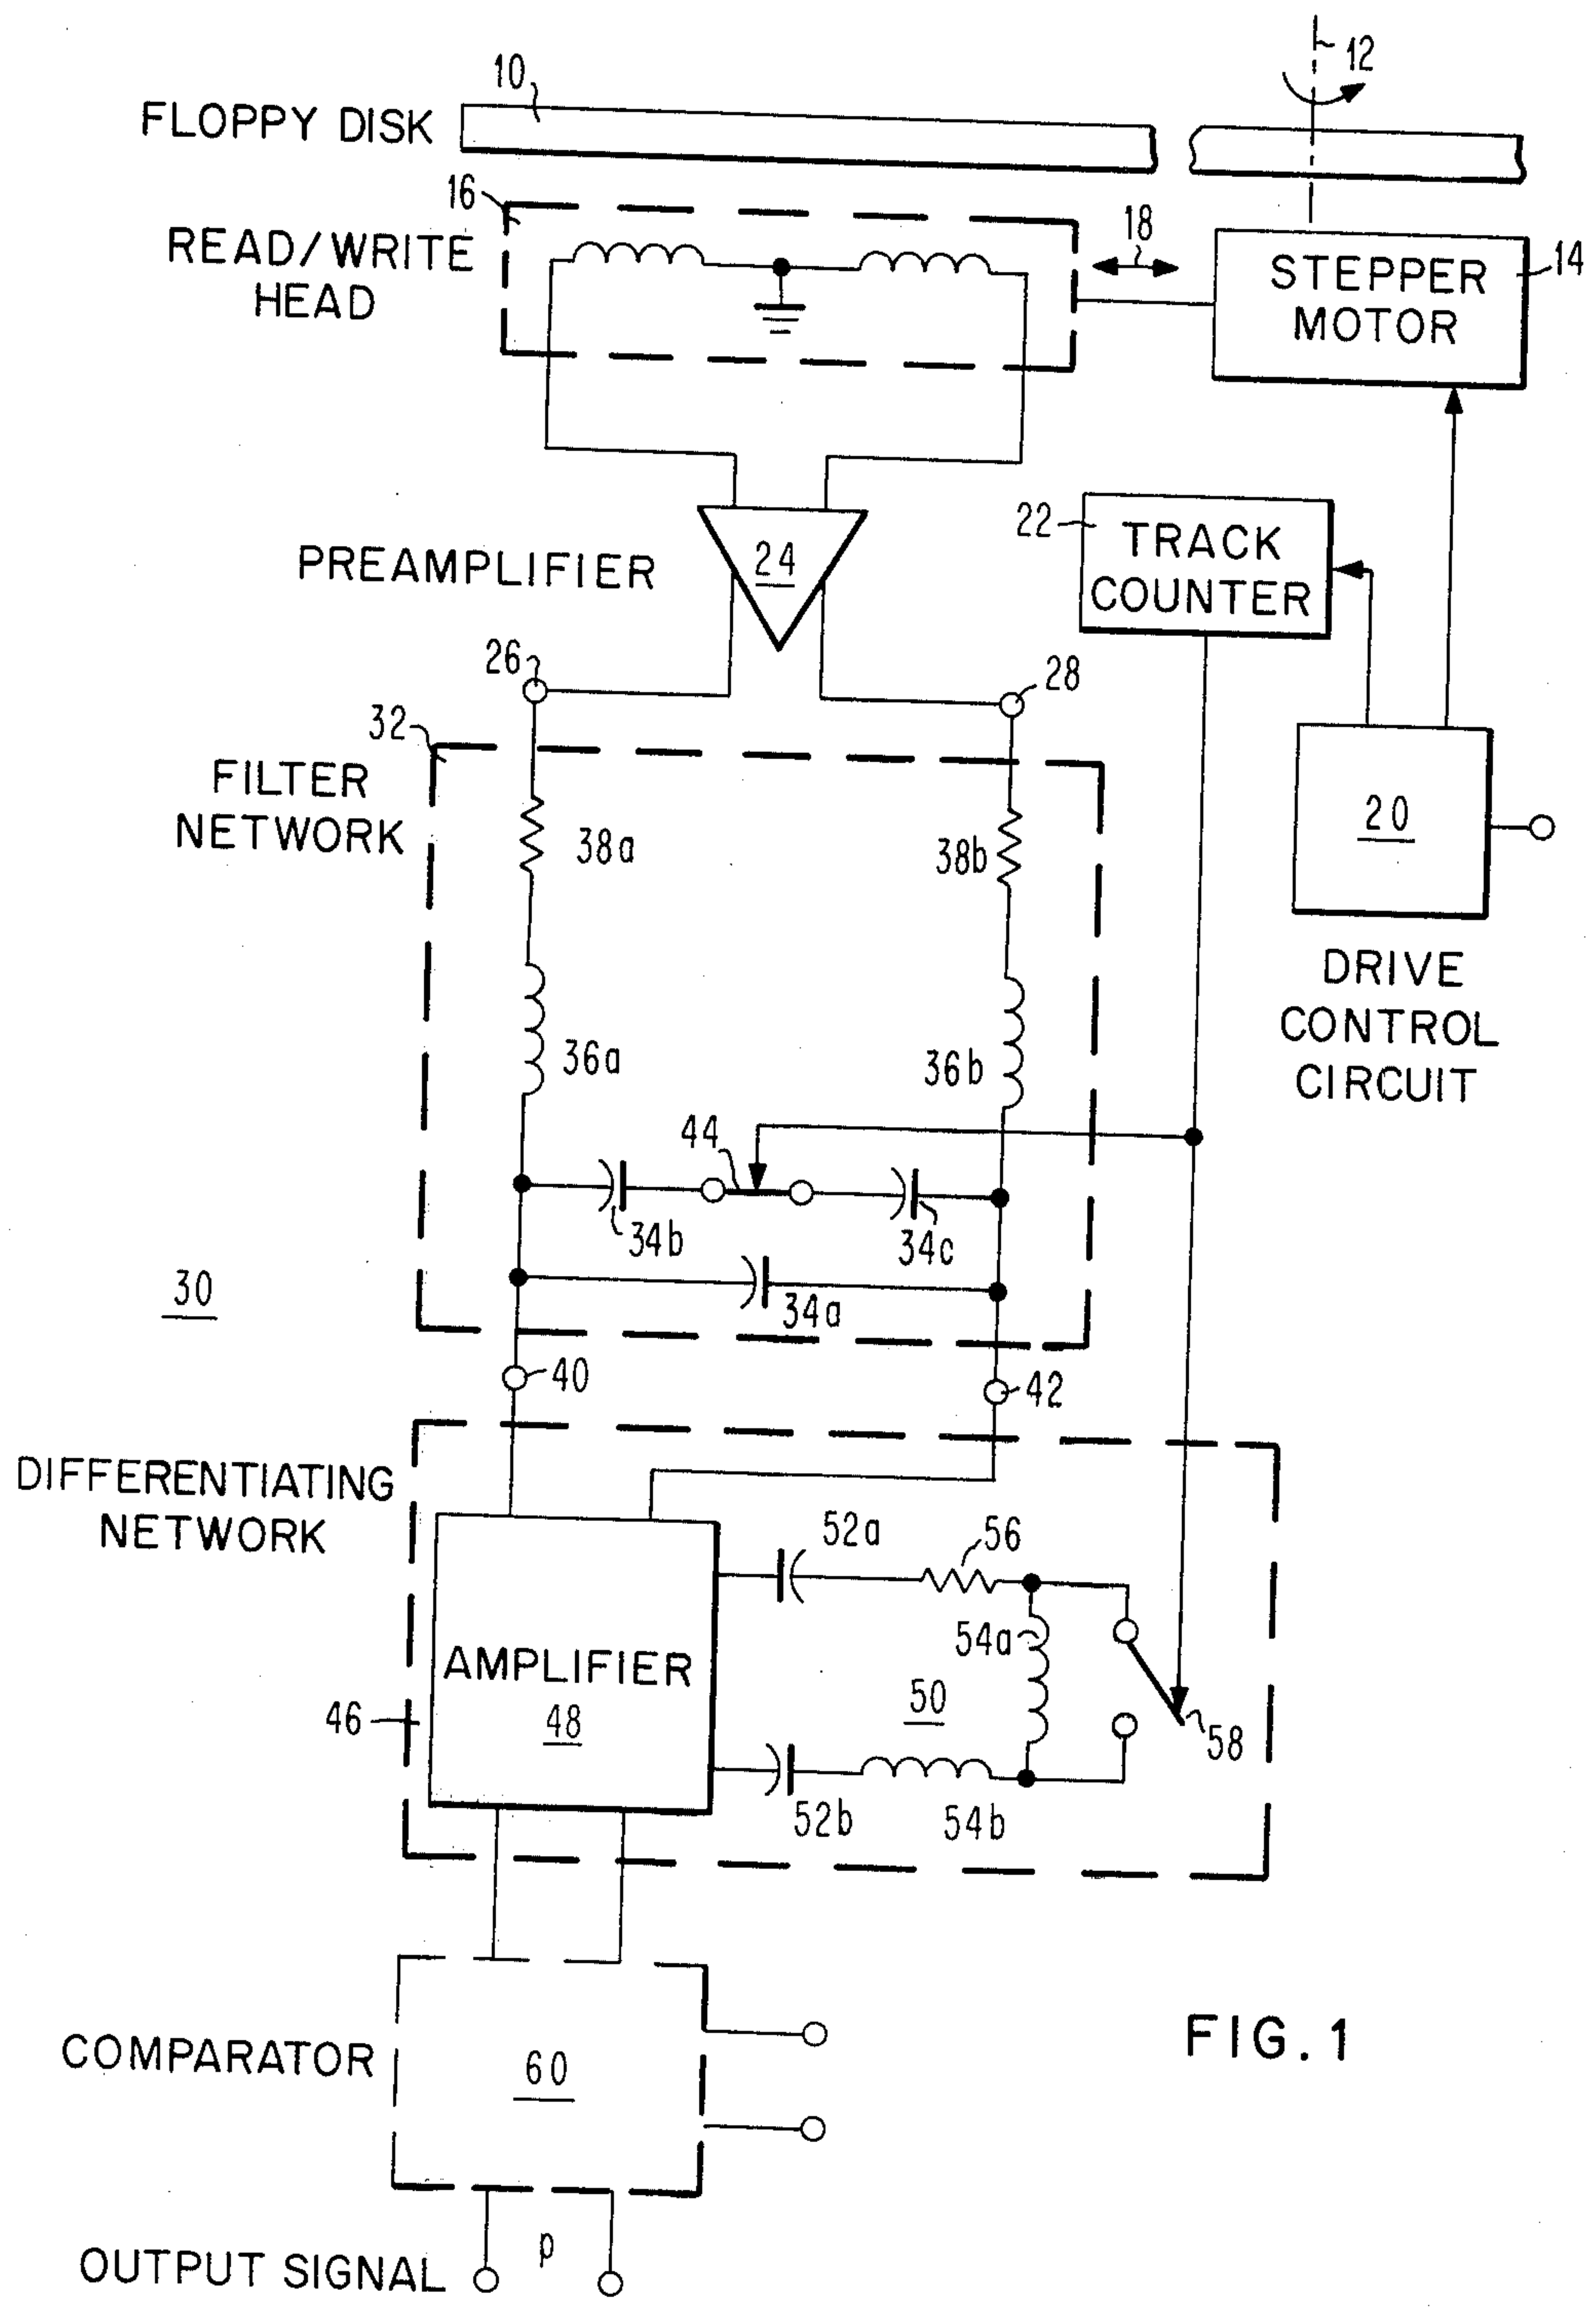 12
10
FLOPPY DISK
16
READ/WRITE
HEAD
18
STEPPER
MOTOR
14
22
TRACK
COUNTER
PREAMPLIFIER
24
26
28
32
FILTER
NETWORK
38a
38b
20
DRIVE
CONTROL
CIRCUIT
36a
36b
44
34b
34c
34a
30
40
42
DIFFERENTIATING
NETWORK
52a
56
54a
AMPLIFIER
48
46
50
58
52b
54b
COMPARATOR
60
FIG. 1
p
OUTPUT SIGNAL